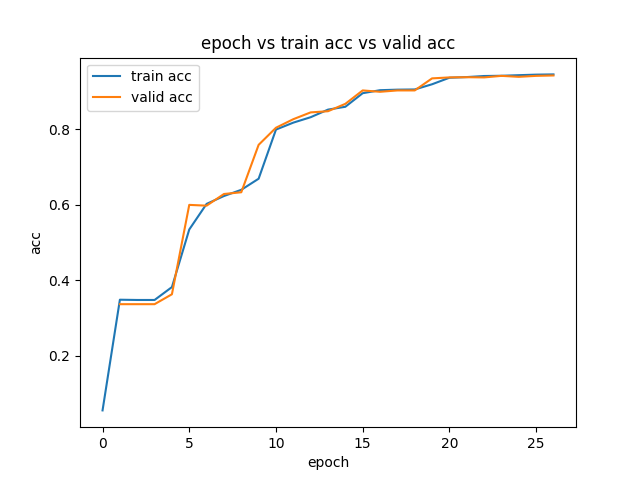 epoch vs train acc vs valid acc
train acc
valid acc
0.8
0.6
0.4
0.2
acc
0 5 10 15 20 25
epoch